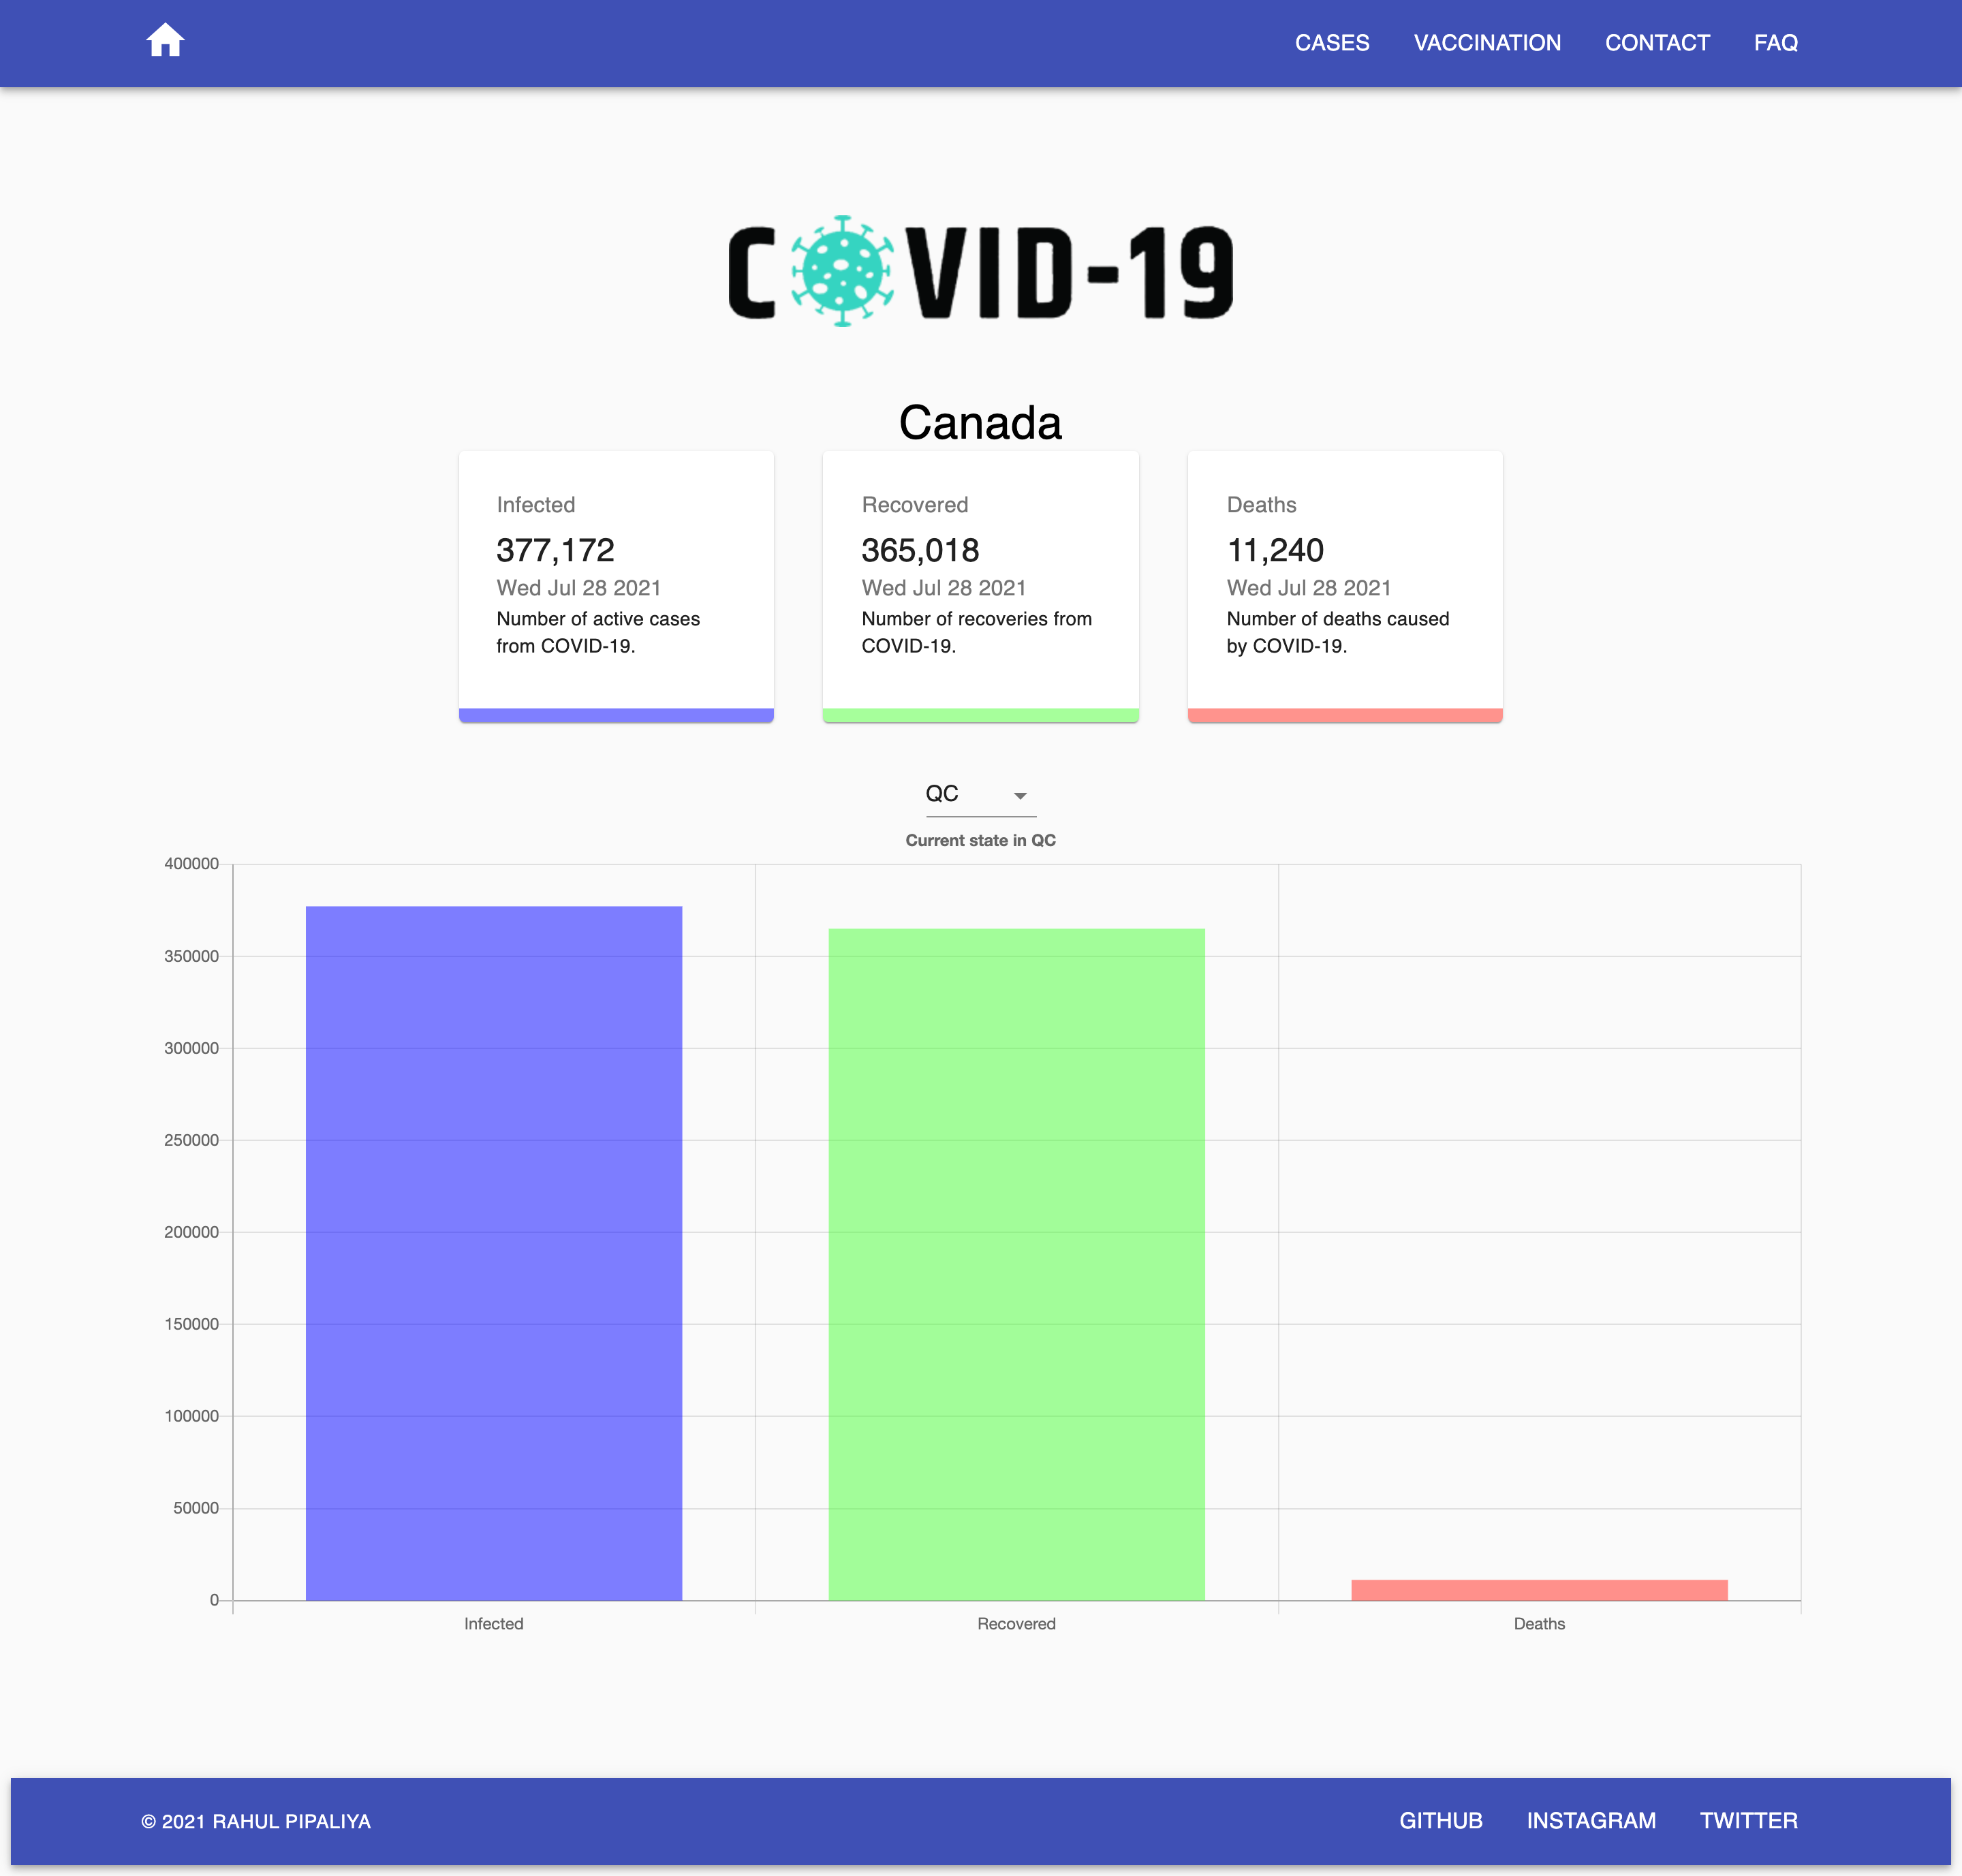 CASES VACCINATION CONTACT FAQ
COVID-19
Canada
Infected
377,172
Wed Jul 28 2021
Number of active cases
from COVID-19.
Recovered
365,018
Wed Jul 28 2021
Number of recoveries from
COVID-19.
Deaths
11,240
Wed Jul 28 2021
Number of deaths caused
by COVID-19.
QC
Current state in QC
400000
350000
300000
250000
200000
150000
100000
50000
0
Infected Recovered Deaths
© 2021 RAHUL PIPALIYA
GITHUB INSTAGRAM TWITTER